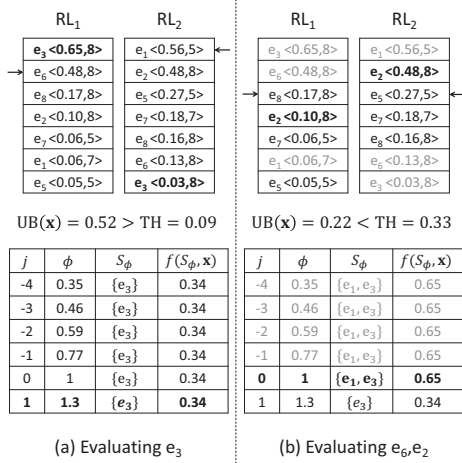 RL₁ RL₂
e₃ <0.65,8> e₁ <0.56,5>
e₆ <0.48,8> e₂ <0.48,8>
e₈ <0.17,8> e₅ <0.27,5>
e₂ <0.10,8> e₇ <0.18,7>
e₇ <0.06,5> e₈ <0.16,8>
e₁ <0.06,7> e₆ <0.13,8>
e₅ <0.05,5> e₃ <0.03,8>
UB(x) = 0.52 > TH = 0.09
j ϕ S_ϕ f(S_ϕ, x)
-4 0.35 {e₃} 0.34
-3 0.46 {e₃} 0.34
-2 0.59 {e₃} 0.34
-1 0.77 {e₃} 0.34
0 1 {e₃} 0.34
1 1.3 {e₃} 0.34
(a) Evaluating e₃
RL₁ RL₂
e₃ <0.65,8> e₁ <0.56,5>
e₆ <0.48,8> e₂ <0.48,8>
e₈ <0.17,8> e₅ <0.27,5>
e₂ <0.10,8> e₇ <0.18,7>
e₇ <0.06,5> e₈ <0.16,8>
e₁ <0.06,7> e₆ <0.13,8>
e₅ <0.05,5> e₃ <0.03,8>
UB(x) = 0.22 < TH = 0.33
j ϕ S_ϕ f(S_ϕ, x)
-4 0.35 {e₁, e₃} 0.65
-3 0.46 {e₁, e₃} 0.65
-2 0.59 {e₁, e₃} 0.65
-1 0.77 {e₁, e₃} 0.65
0 1 {e₁, e₃} 0.65
1 1.3 {e₃} 0.34
(b) Evaluating e₆,e₂